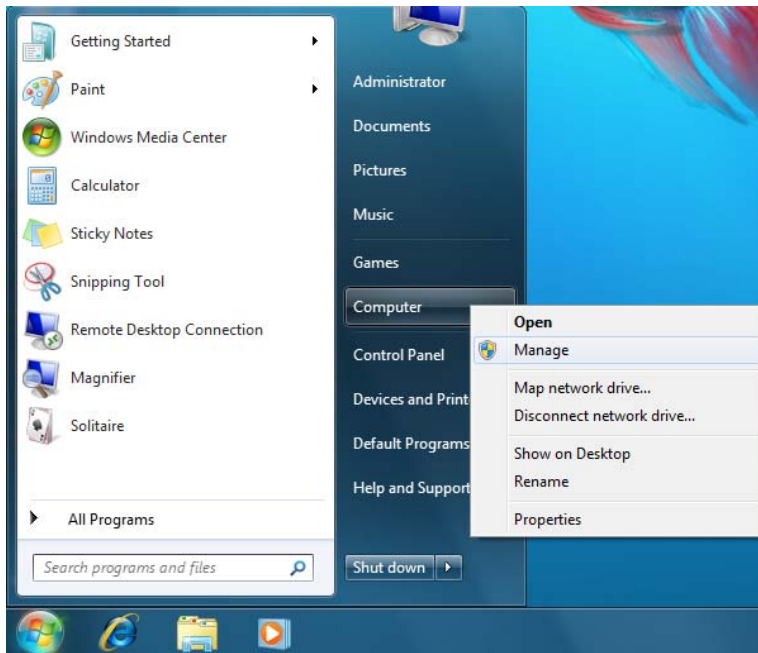 Getting Started
Paint
Windows Media Center
Calculator
Sticky Notes
Snipping Tool
Remote Desktop Connection
Magnifier
Solitaire
All Programs
Search programs and files
Administrator
Documents
Pictures
Music
Games
Computer
Control Panel
Devices and Print
Default Programs
Help and Support
Shut down
Open
Manage
Map network drive...
Disconnect network drive...
Show on Desktop
Rename
Properties